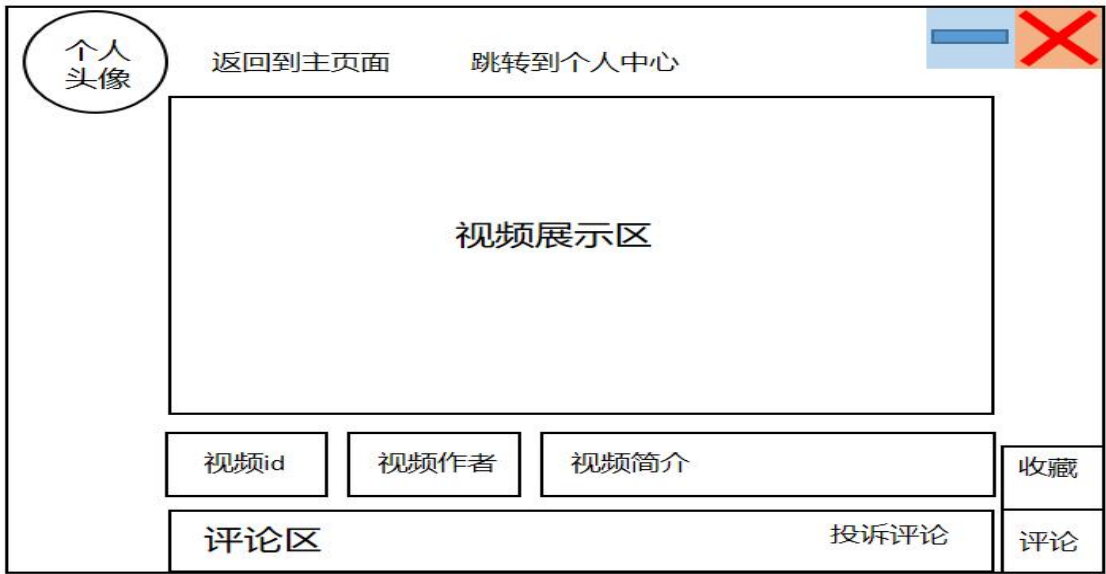 个人
头像
返回到主页面
跳转到个人中心
视频展示区
视频id
视频作者
视频简介
收藏
评论区
投诉评论
评论